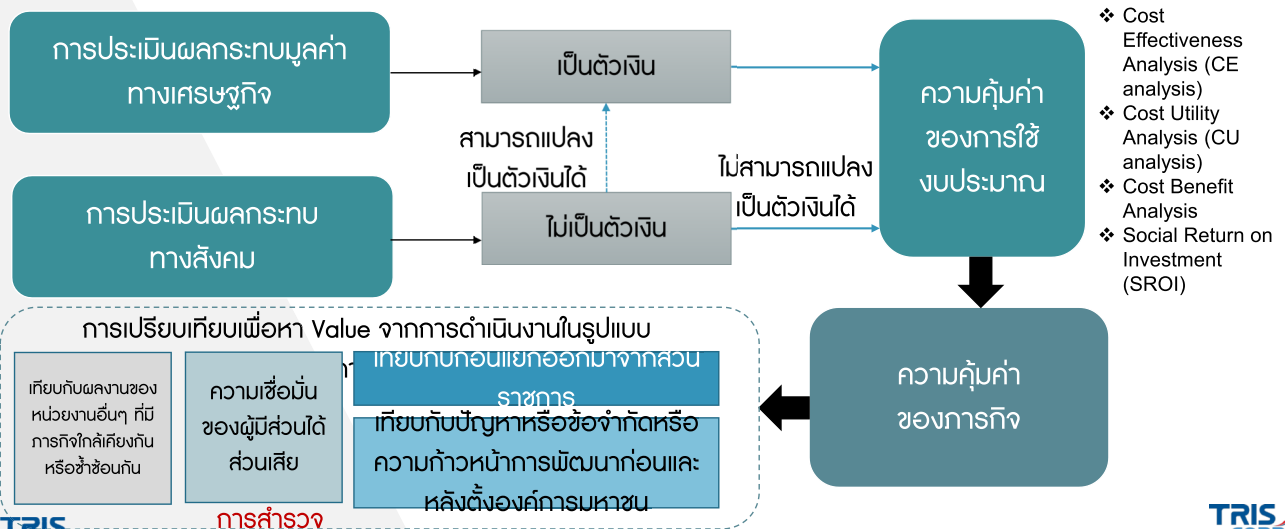 การประเมินผลกระทบมูลค่า
ทางเศรษฐกิจ
เป็นตัวเงิน
สามารถแปลง
เป็นตัวเงินได้
การประเมินผลกระทบ
ทางสังคม
ไม่เป็นตัวเงิน
ไม่สามารถแปลง
เป็นตัวเงินได้
ความคุ้มค่า
ของการใช้
งบประมาณ
❖ Cost
Effectiveness
Analysis (CE
analysis)
❖ Cost Utility
Analysis (CU
analysis)
❖ Cost Benefit
Analysis
❖ Social Return on
Investment
(SROI)
ความคุ้มค่า
ของภารกิจ
การเปรียบเทียบเพื่อหา Value จากการดำเนินงานในรูปแบบ
เทียบกับผลงานของ
หน่วยงานอื่นๆ ที่มี
ภารกิจใกล้เคียงกัน
หรือซ้ำซ้อนกัน
ความเชื่อมั่น
ของผู้มีส่วนได้
ส่วนเสีย
การสำรวจ
เทียบกับก่อนแยกออกมาจากส่วน
ราชการ
เทียบกับปัญหาหรือข้อจำกัดหรือ
ความก้าวหน้าการพัฒนาก่อนและ
หลังตั้งองค์การมหาชน
TRIS
TRIS